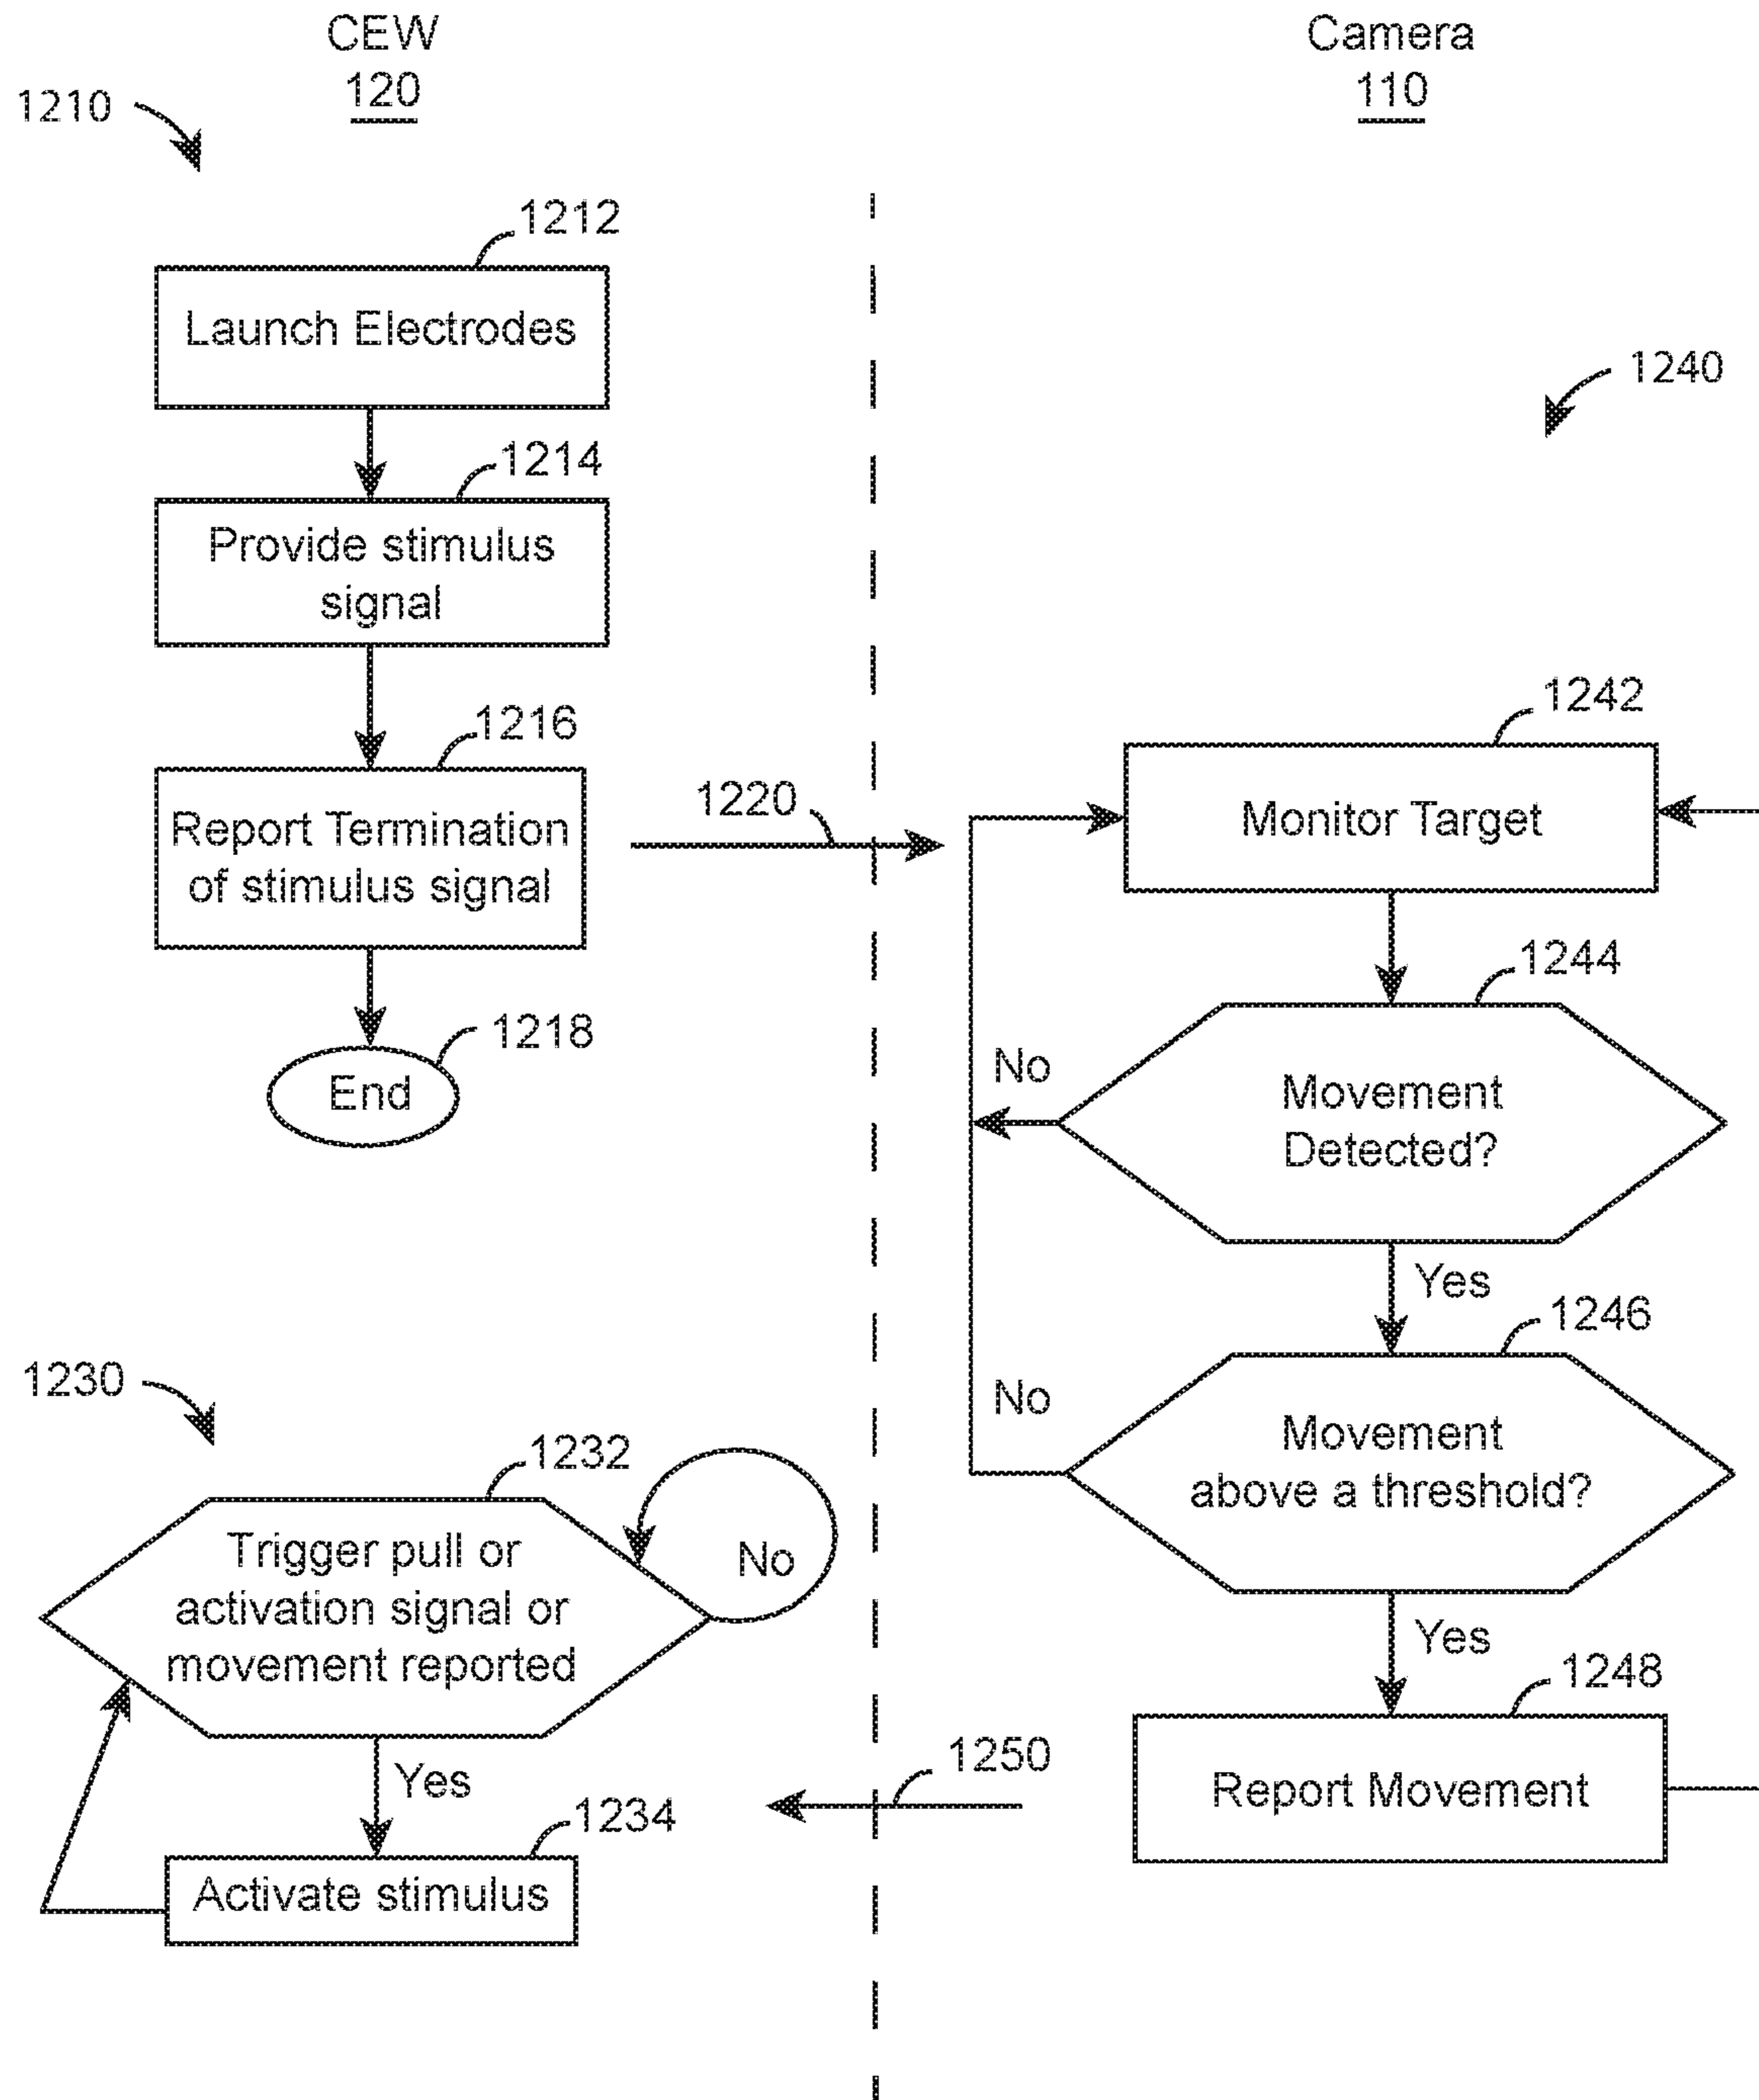 CEW
120
1210
1212
Launch Electrodes
1214
Provide stimulus
signal
1216
Report Termination
of stimulus signal
1218
End
1220
1230
1232
Trigger pull or
activation signal or
movement reported
No
Yes
1234
Activate stimulus
Camera
110
1240
1242
Monitor Target
1244
Movement
Detected?
No
Yes
1246
Movement
above a threshold?
No
Yes
1248
Report Movement
1250